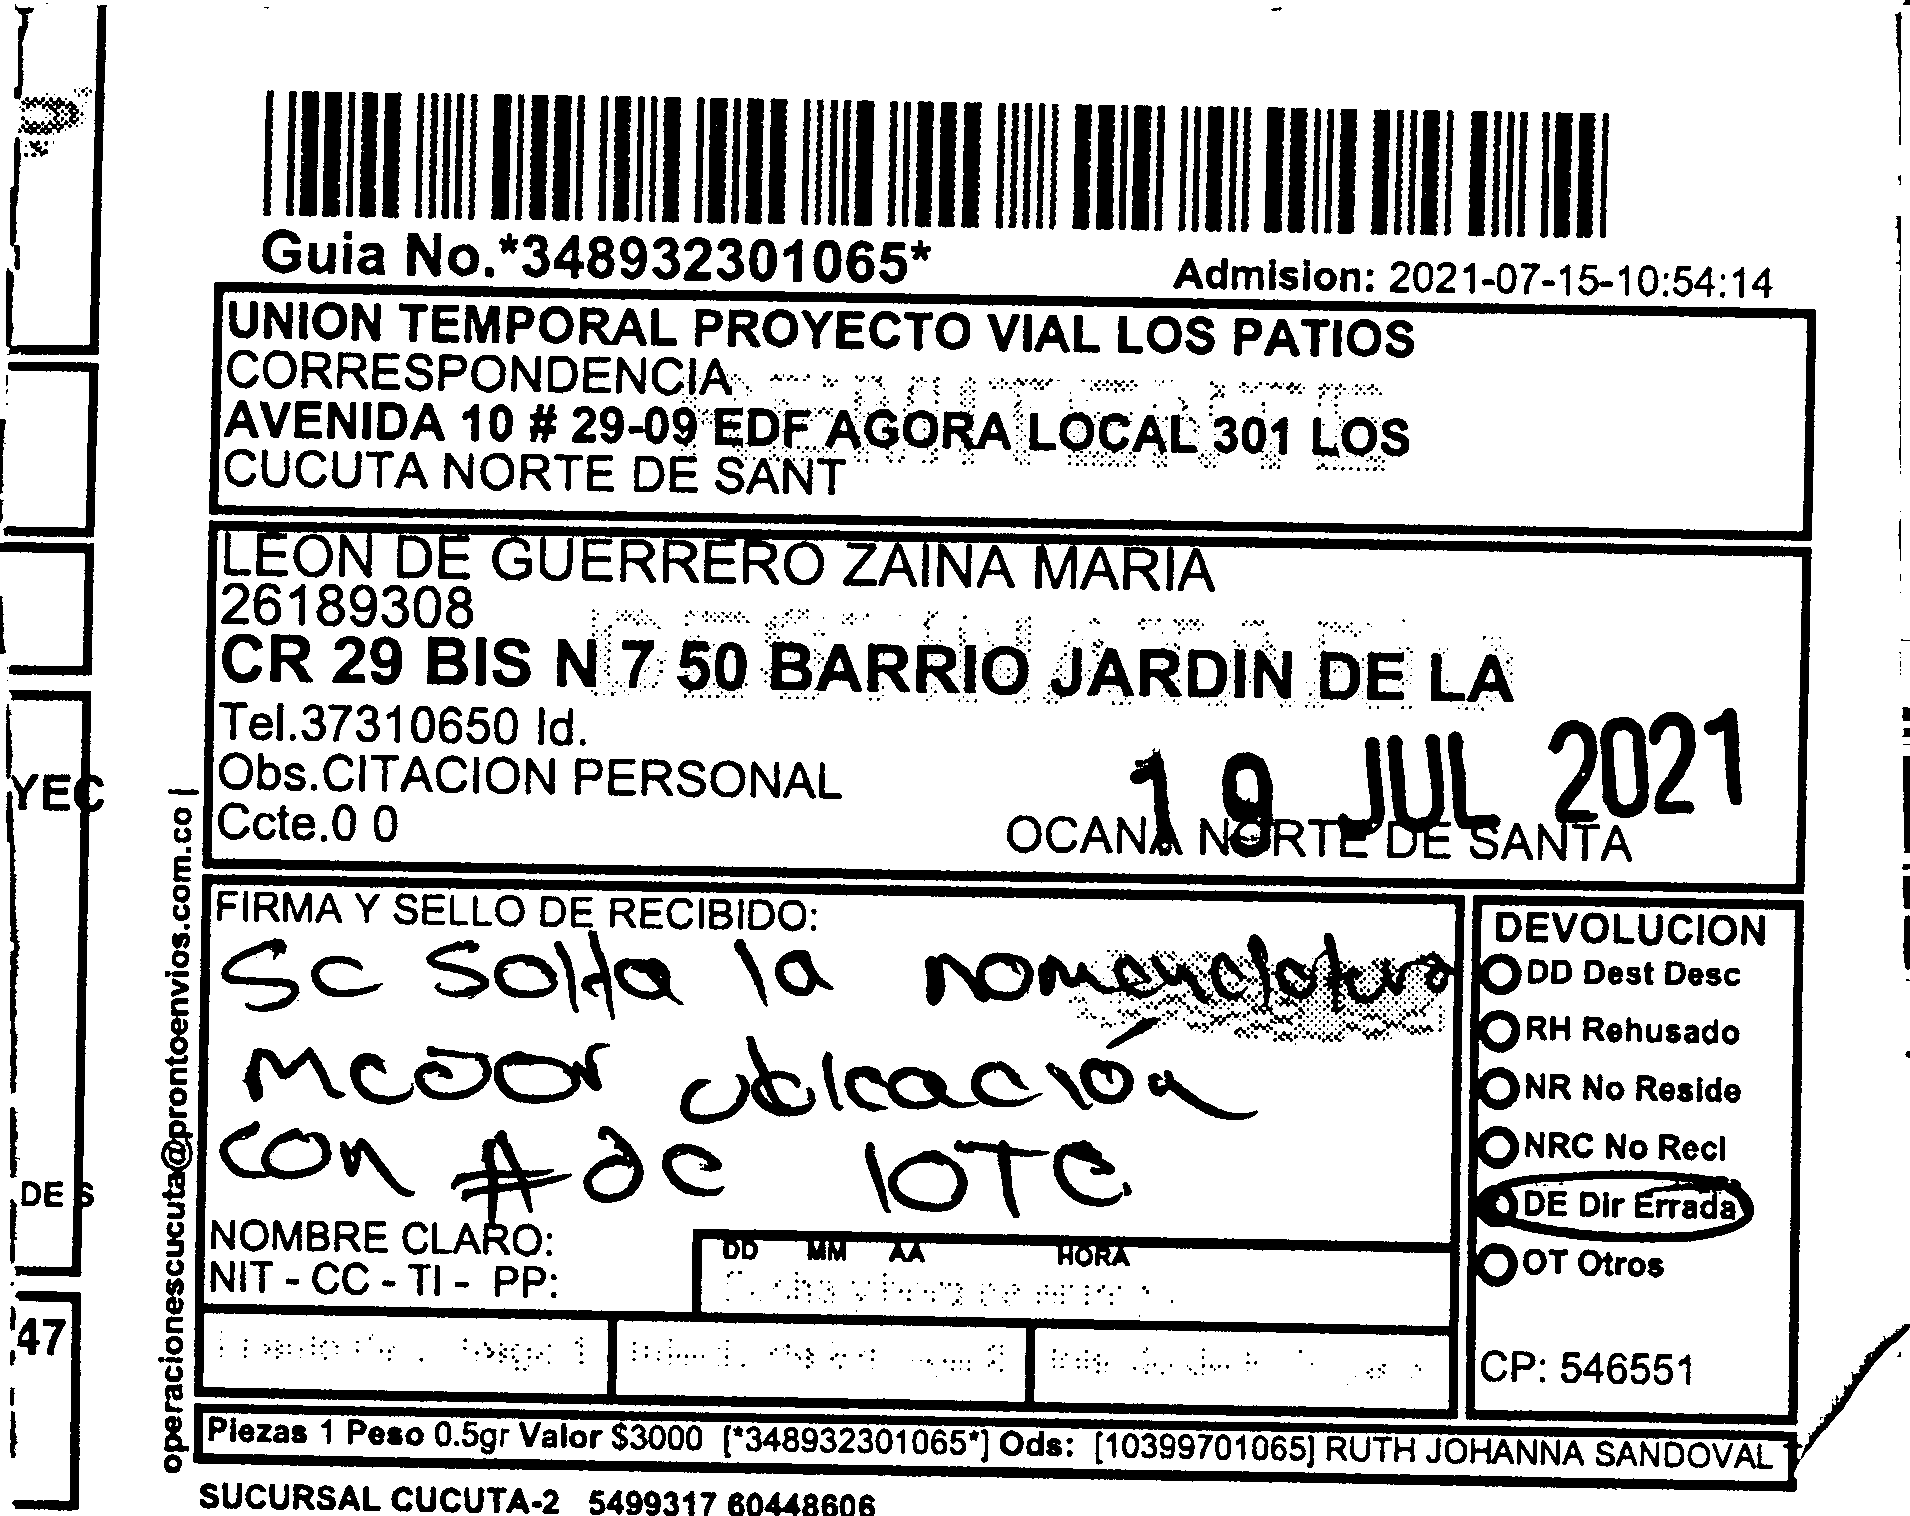 Guia No.*348932301065*
Admision: 2021-07-15-10:54:14
UNION TEMPORAL PROYECTO VIAL LOS PATIOS
CORRESPONDENCIA
AVENIDA 10 # 29-09 EDF AGORA LOCAL 301 LOS
CUCUTA NORTE DE SANT
LEON DE GUERRERO ZAINA MARIA
26189308
CR 29 BIS N 7 50 BARRIO JARDIN DE LA
Tel.37310650 Id.
Obs.CITACION PERSONAL
19 JUL 2021
Ccte.0 0
OCANA NORTE DE SANTA
FIRMA Y SELLO DE RECIBIDO:
Se Salta la nomenclatura
Mejor ubicación
con # de lote
NOMBRE CLARO:
NIT - CC - TI - PP:
DD MM AA HORA
DEVOLUCION
DD Dest Desc
RH Rehusado
NR No Reside
NRC No Recl
DE Dir Errada
OT Otros
CP: 546551
Piezas 1 Peso 0.5gr Valor $3000 [*348932301065*] Ods: [10399701065] RUTH JOHANNA SANDOVAL
SUCURSAL CUCUTA-2 5499317 60448606
operacionescucuta@prontoenvios.com.co |
YEC
DE S
47